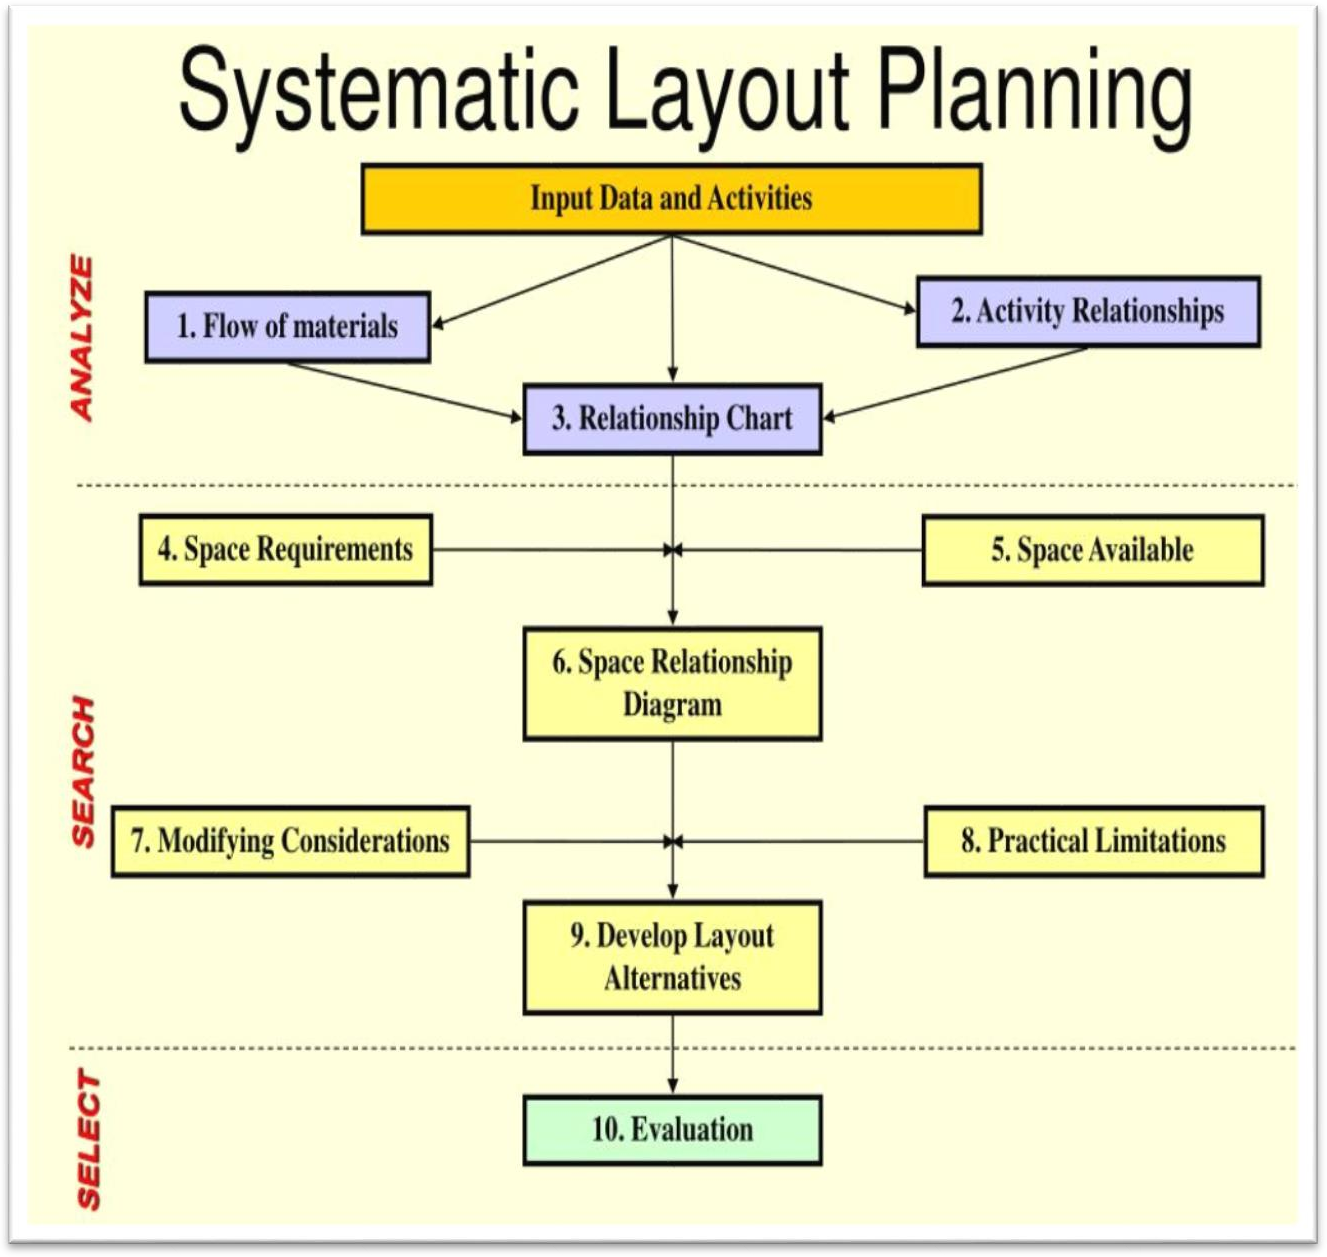 Systematic Layout Planning
Input Data and Activities
ANALYZE
1. Flow of materials
2. Activity Relationships
3. Relationship Chart
4. Space Requirements
5. Space Available
6. Space Relationship
Diagram
SEARCH
7. Modifying Considerations
8. Practical Limitations
9. Develop Layout
Alternatives
SELECT
10. Evaluation